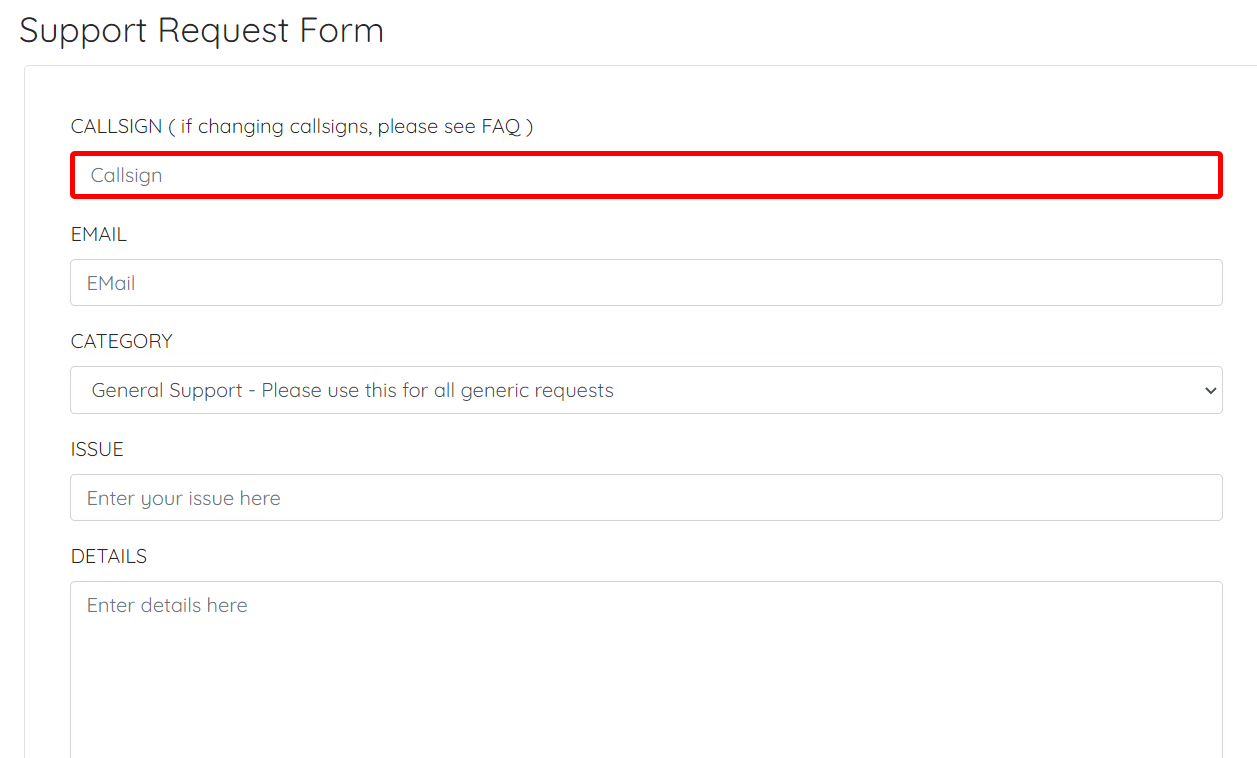 Support Request Form
CALLSIGN ( if changing callsigns, please see FAQ )
Callsign
EMAIL
EMail
CATEGORY
General Support - Please use this for all generic requests
ISSUE
Enter your issue here
DETAILS
Enter details here